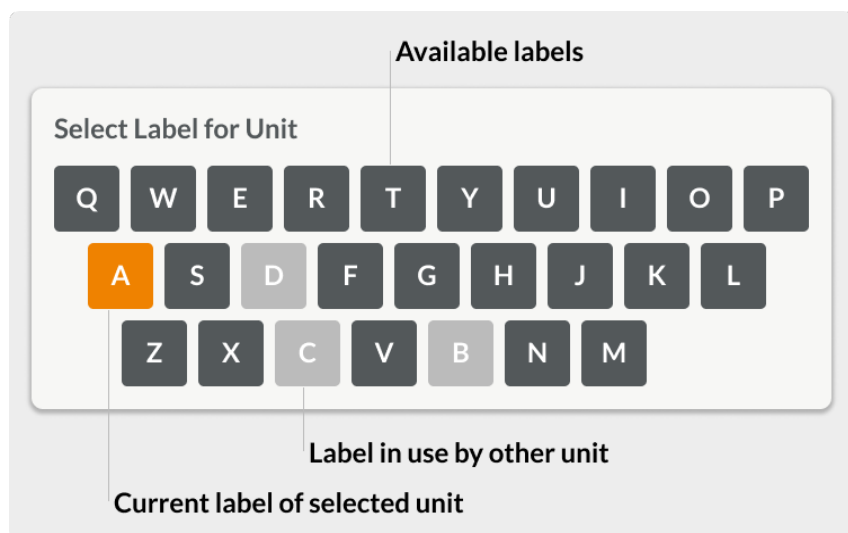 Available labels
Select Label for Unit
Q W E R T Y U I O P
A S D F G H J K L
Z X C V B N M
Label in use by other unit
Current label of selected unit